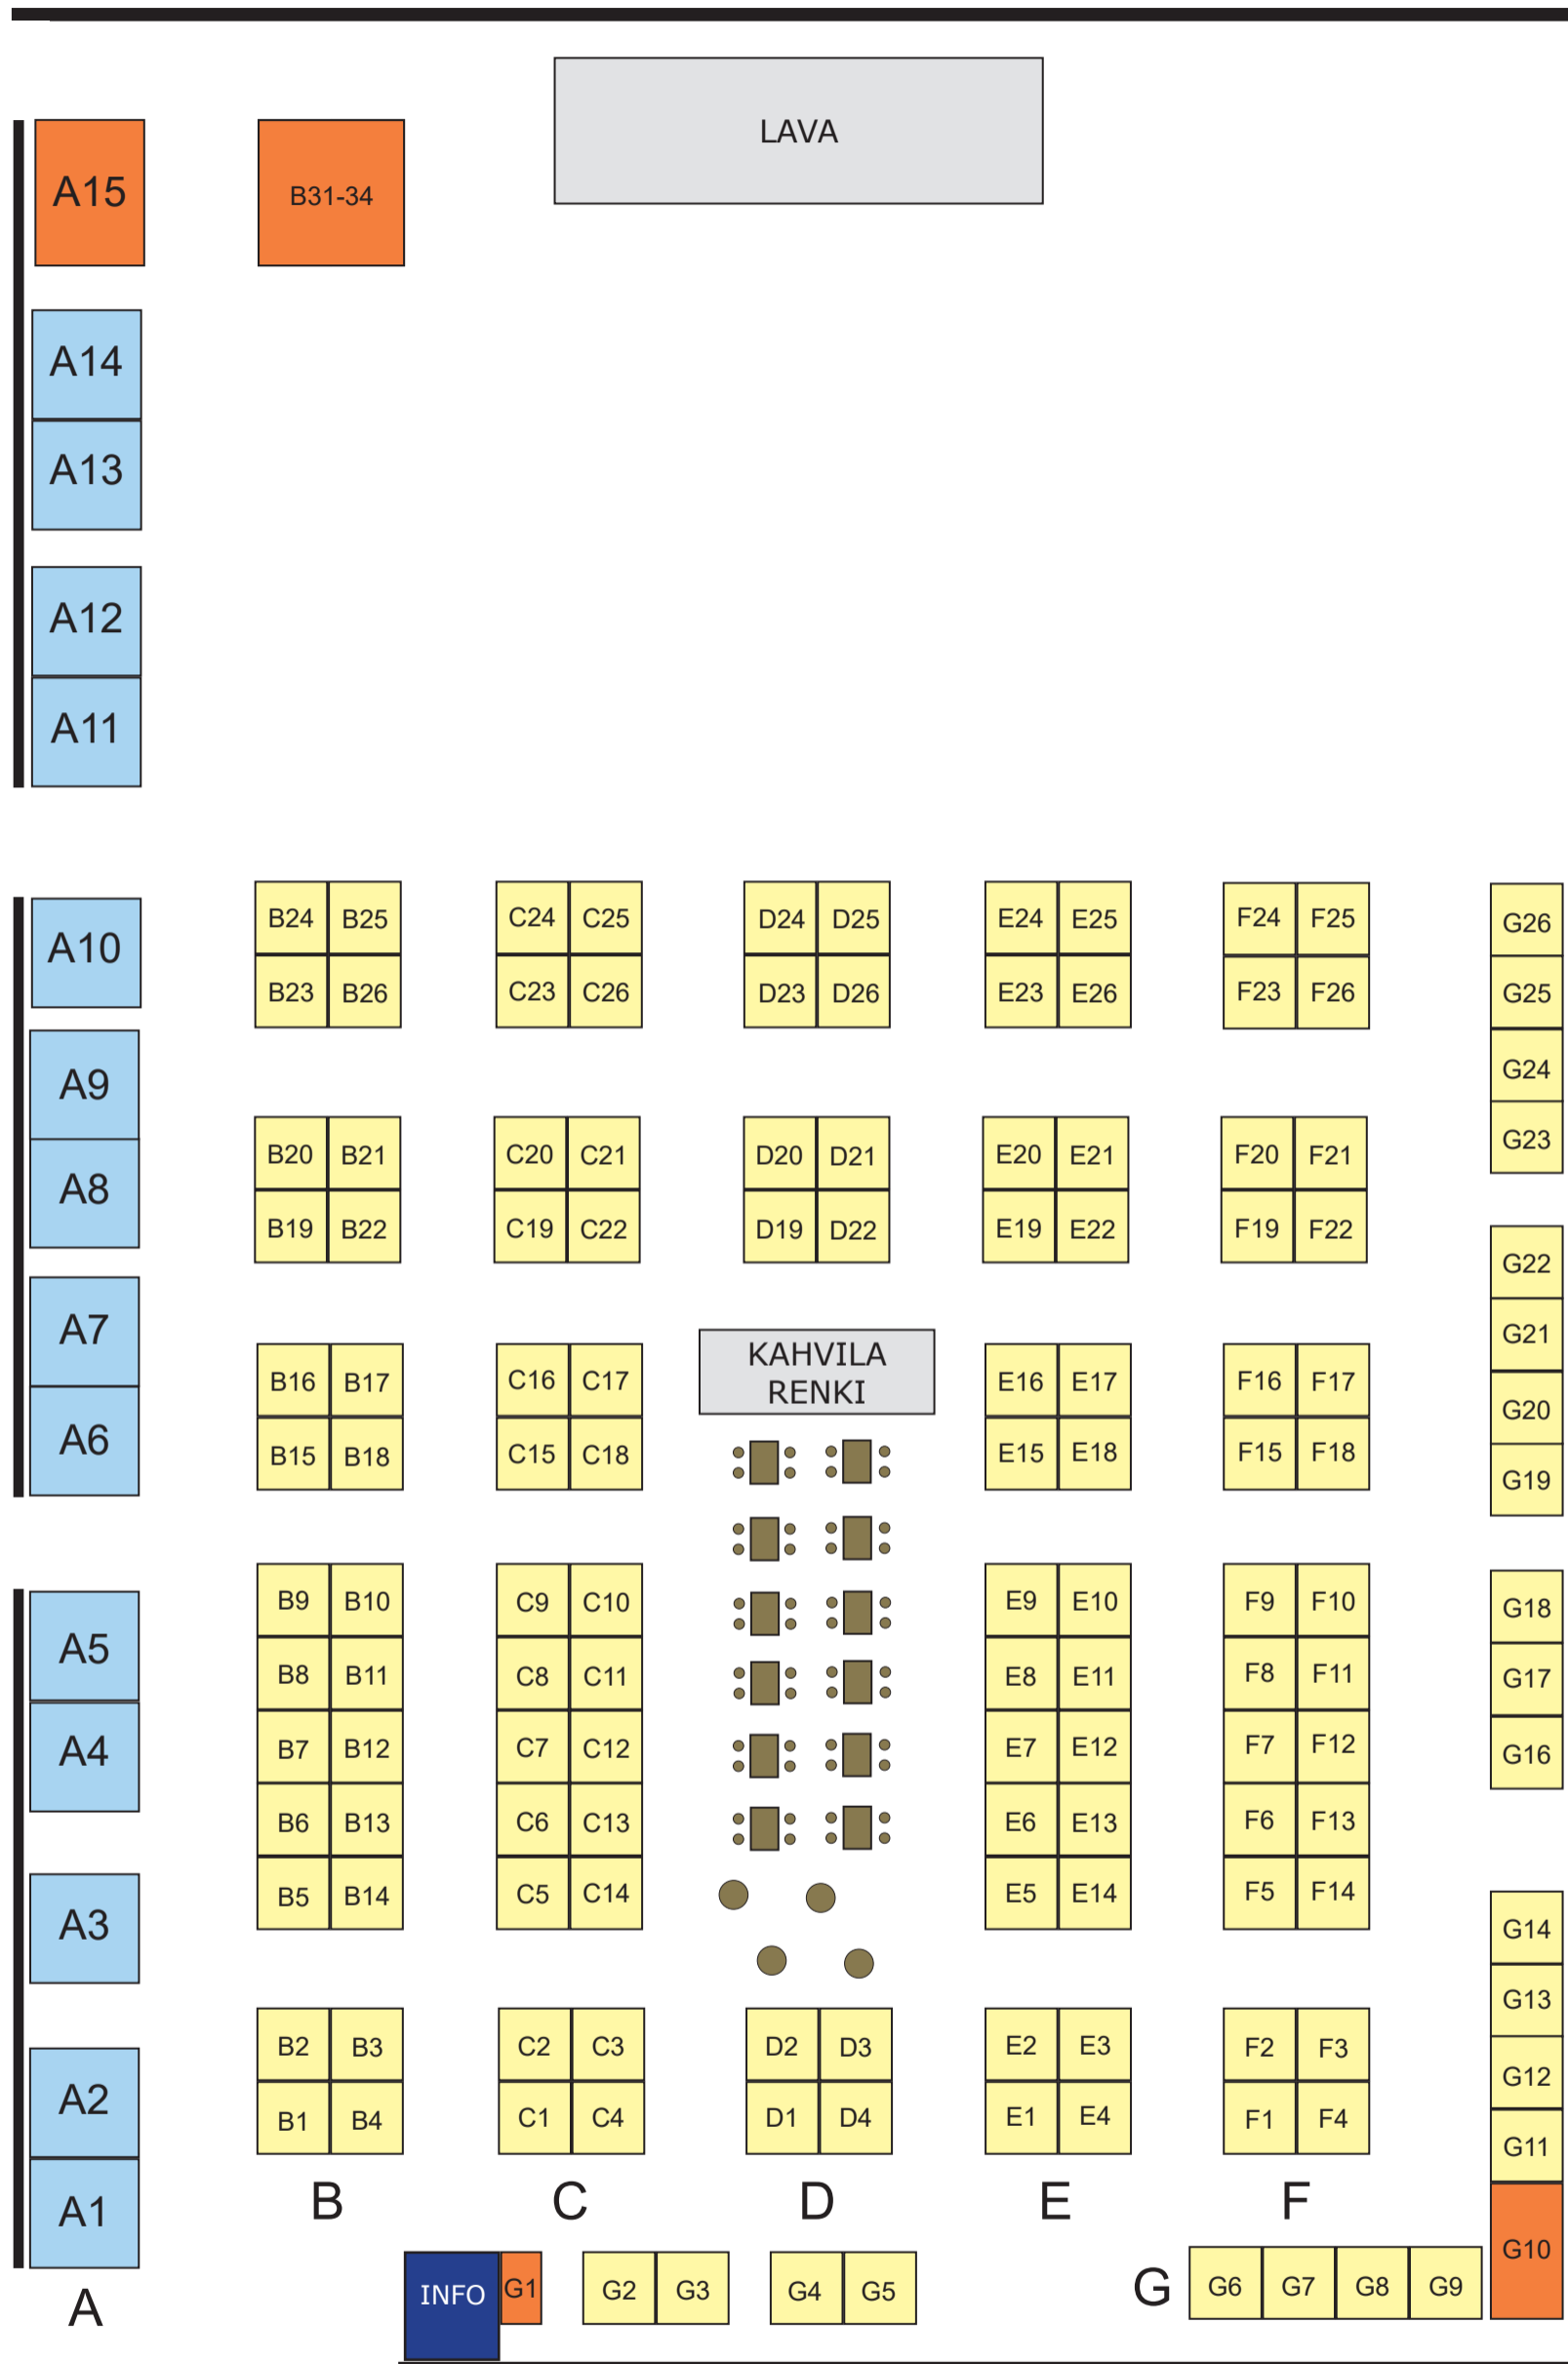 LAVA
A15 B31-34
A14
A13
A12
A11
B24 B25 C24 C25 D24 D25 E24 E25 F24 F25 G26
A10
B23 B26 C23 C26 D23 D26 E23 E26 F23 F26 G25
A9 G24
B20 B21 C20 C21 D20 D21 E20 E21 F20 F21 G23
A8
B19 B22 C19 C22 D19 D22 E19 E22 F19 F22
G22
A7 G21
KAHVILA
RENKI
B16 B17 C16 C17 E16 E17 F16 F17
G20
A6
B15 B18 C15 C18 E15 E18 F15 F18 G19
B9 B10 C9 C10 E9 E10 F9 F10 G18
A5
B8 B11 C8 C11 E8 E11 F8 F11 G17
A4
B7 B12 C7 C12 E7 E12 F7 F12 G16
B6 B13 C6 C13 E6 E13 F6 F13
B5 B14 C5 C14 E5 E14 F5 F14
A3 G14
G13
B2 B3 C2 C3 D2 D3 E2 E3 F2 F3
G12
A2
B1 B4 C1 C4 D1 D4 E1 E4 F1 F4
G11
A1
B C D E F
G10
INFO G1 G2 G3 G4 G5 G G6 G7 G8 G9
A